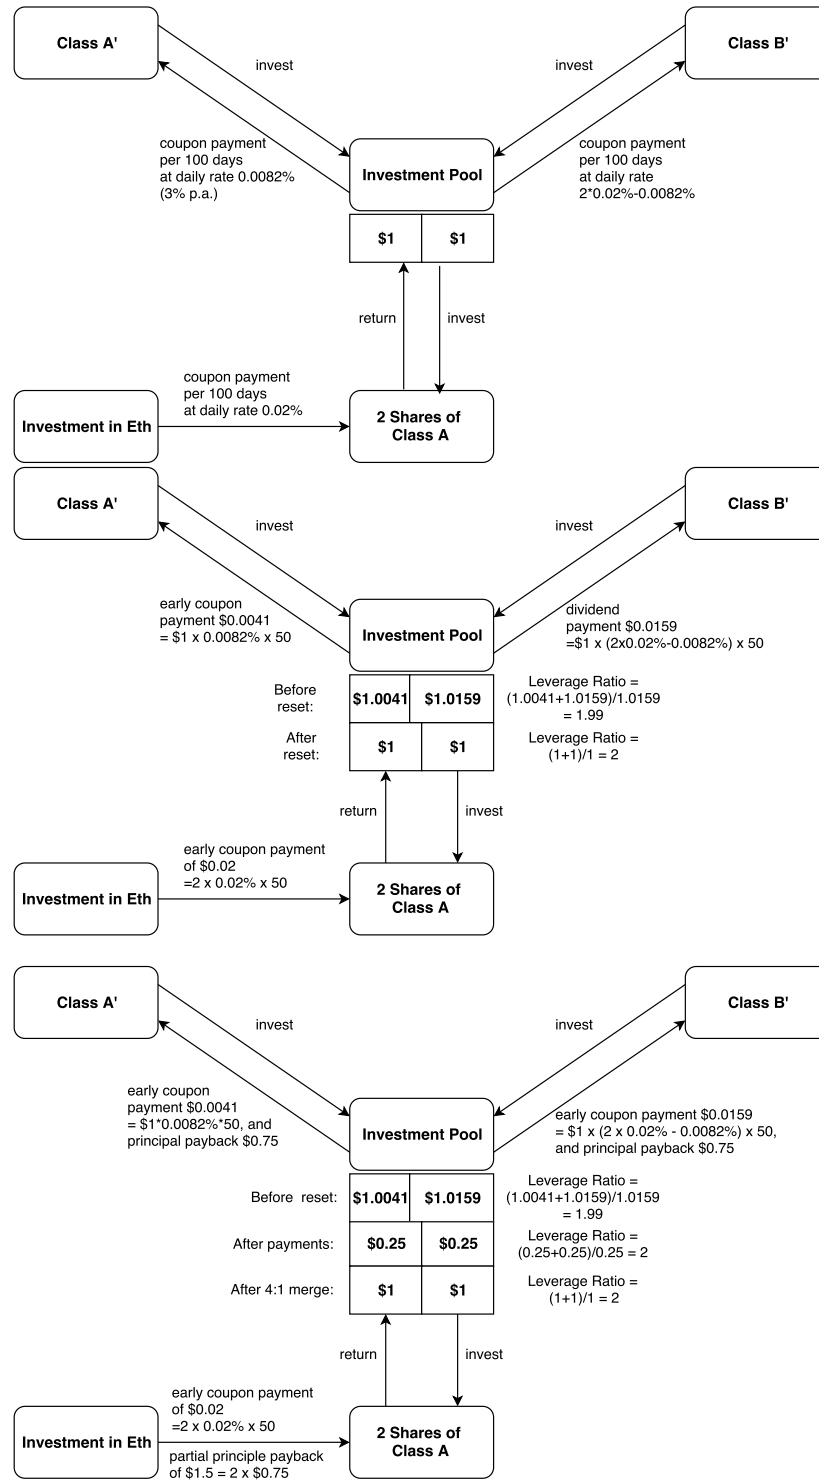 Class A'
Class B'
invest
invest
coupon payment
per 100 days
at daily rate 0.0082%
(3% p.a.)
coupon payment
per 100 days
at daily rate
2*0.02%-0.0082%
Investment Pool
$1
$1
return
invest
coupon payment
per 100 days
at daily rate 0.02%
Investment in Eth
2 Shares of
Class A
Class A'
Class B'
invest
invest
early coupon
payment $0.0041
= $1 x 0.0082% x 50
dividend
payment $0.0159
=$1 x (2x0.02%-0.0082%) x 50
Investment Pool
Before
reset:
$1.0041
$1.0159
Leverage Ratio =
(1.0041+1.0159)/1.0159
= 1.99
After
reset:
$1
$1
Leverage Ratio =
(1+1)/1 = 2
return
invest
early coupon payment
of $0.02
=2 x 0.02% x 50
Investment in Eth
2 Shares of
Class A
Class A'
Class B'
invest
invest
early coupon
payment $0.0041
= $1*0.0082%*50, and
principal payback $0.75
early coupon payment $0.0159
= $1 x (2 x 0.02% - 0.0082%) x 50,
and principal payback $0.75
Investment Pool
Before reset:
$1.0041
$1.0159
Leverage Ratio =
(1.0041+1.0159)/1.0159
= 1.99
After payments:
$0.25
$0.25
Leverage Ratio =
(0.25+0.25)/0.25 = 2
After 4:1 merge:
$1
$1
Leverage Ratio =
(1+1)/1 = 2
return
invest
early coupon payment
of $0.02
=2 x 0.02% x 50
Investment in Eth
2 Shares of
Class A
partial principle payback
of $1.5 = 2 x $0.75